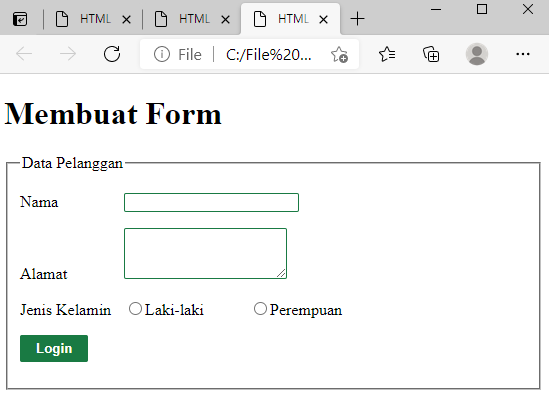 HTML HTML HTML
File C:/File%20...
Membuat Form
Data Pelanggan
Nama
Alamat
Jenis Kelamin Laki-laki Perempuan
Login